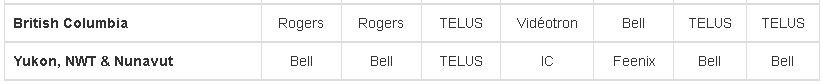 British Columbia Rogers Rogers TELUS Vidéotron Bell TELUS TELUS
Yukon, NWT & Nunavut Bell Bell TELUS IC Feenix Bell Bell